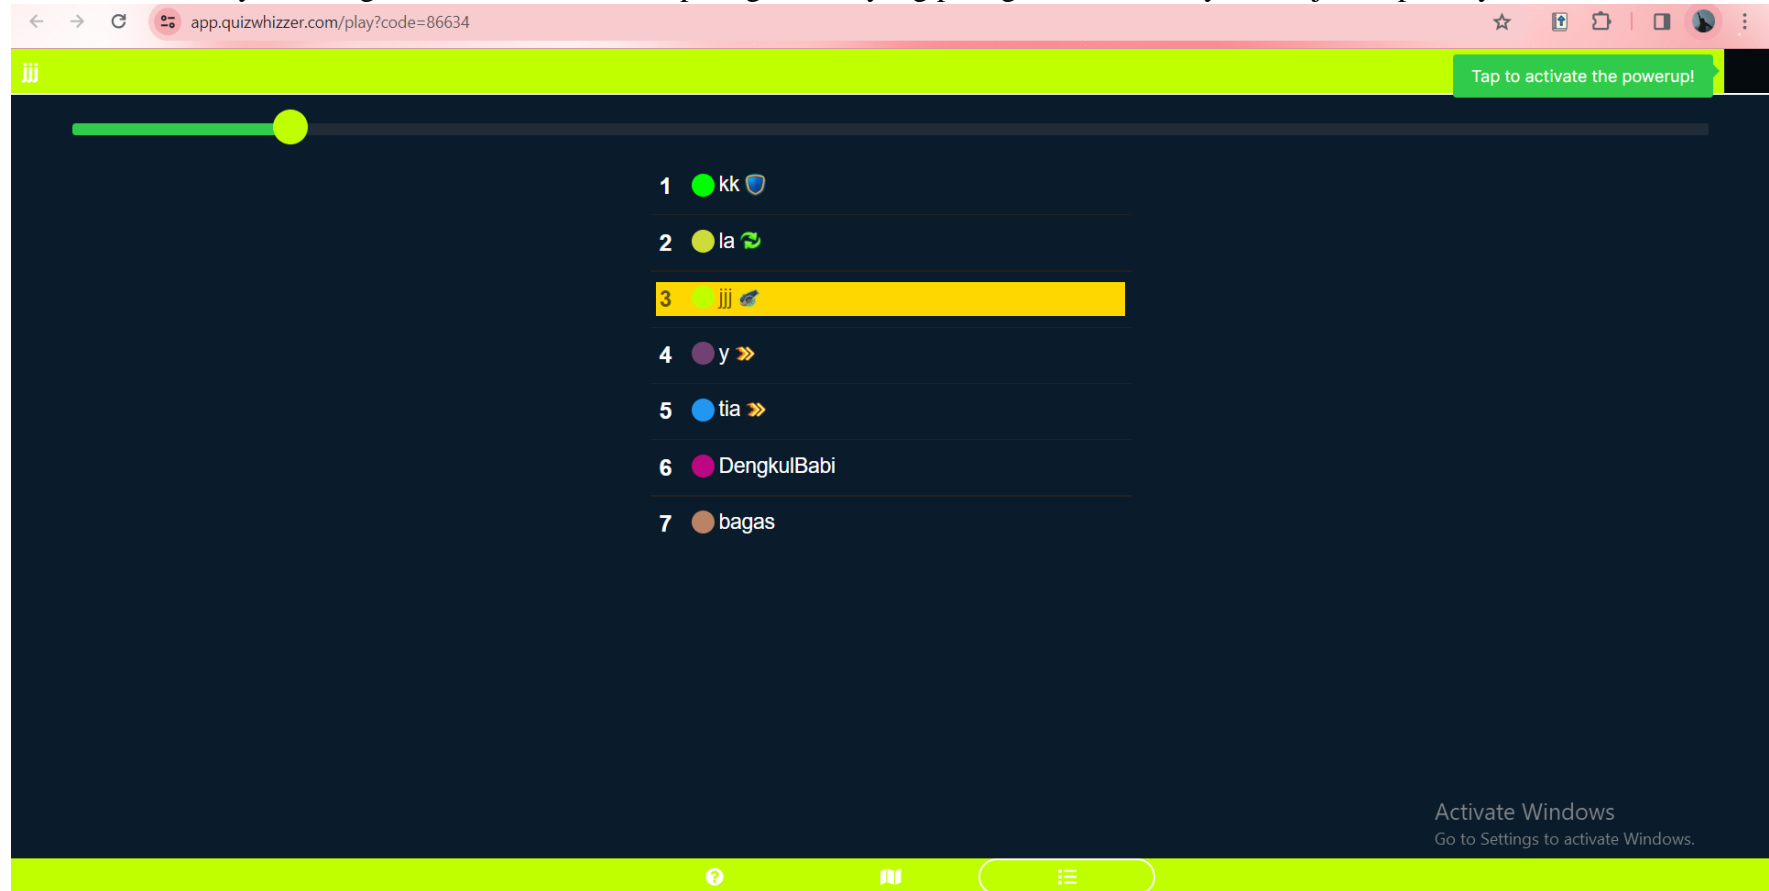 app.quizwhizzer.com/play?code=86634
jjj
Tap to activate the powerup!
1 kk
2 la
3 jjj
4 y
5 tia
6 DengkulBabi
7 bagas
Activate Windows
Go to Settings to activate Windows.